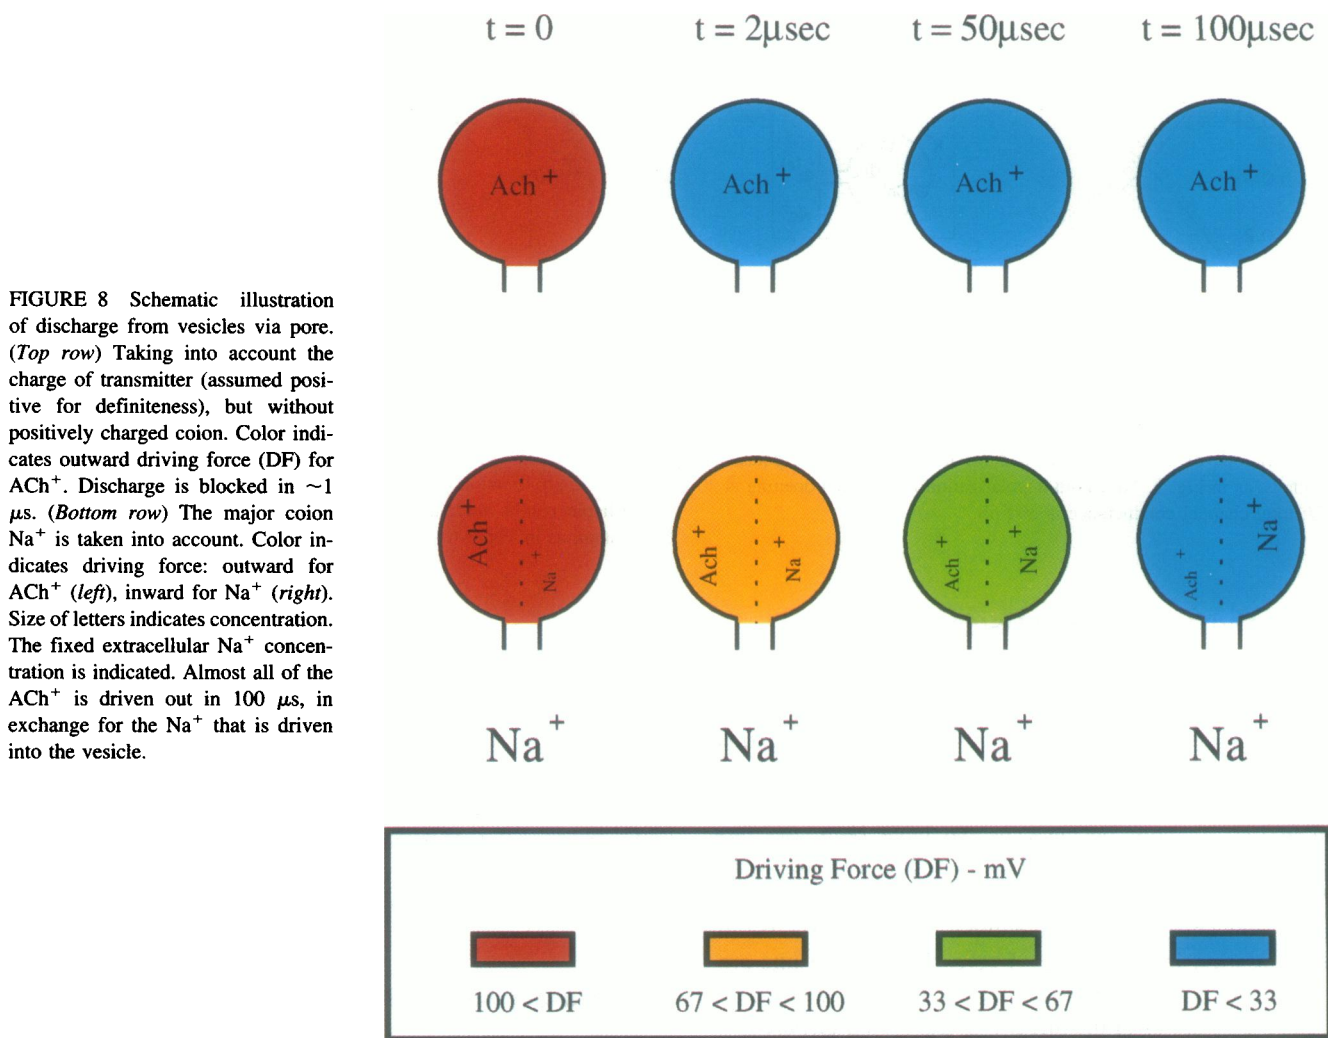 t = 0
t = 2μsec
t = 50μsec
t = 100μsec
Ach+
Ach+
Ach+
Ach+
FIGURE 8 Schematic illustration
of discharge from vesicles via pore.
(Top row) Taking into account the
charge of transmitter (assumed posi-
tive for definiteness), but without
positively charged coion. Color indi-
cates outward driving force (DF) for
ACh+. Discharge is blocked in ~1
μs. (Bottom row) The major coion
Na+ is taken into account. Color in-
dicates driving force: outward for
ACh+ (left), inward for Na+ (right).
Size of letters indicates concentration.
The fixed extracellular Na+ concen-
tration is indicated. Almost all of the
ACh+ is driven out in 100 μs, in
exchange for the Na+ that is driven
into the vesicle.
Ach+
Na+
Ach+
Na+
Ach+
Na+
Ach+
Na+
Na+
Na+
Na+
Na+
Driving Force (DF) - mV
100 < DF
67 < DF < 100
33 < DF < 67
DF < 33